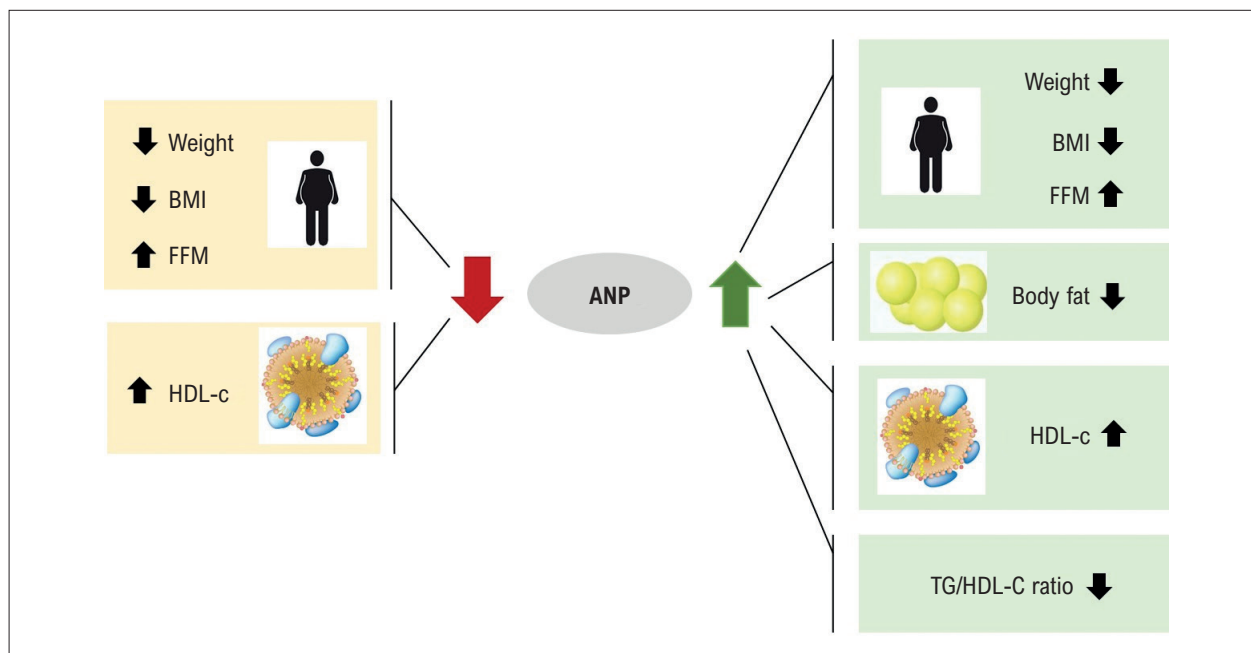 Weight
BMI
FFM
HDL-c
ANP
Weight
BMI
FFM
Body fat
HDL-c
TG/HDL-C ratio